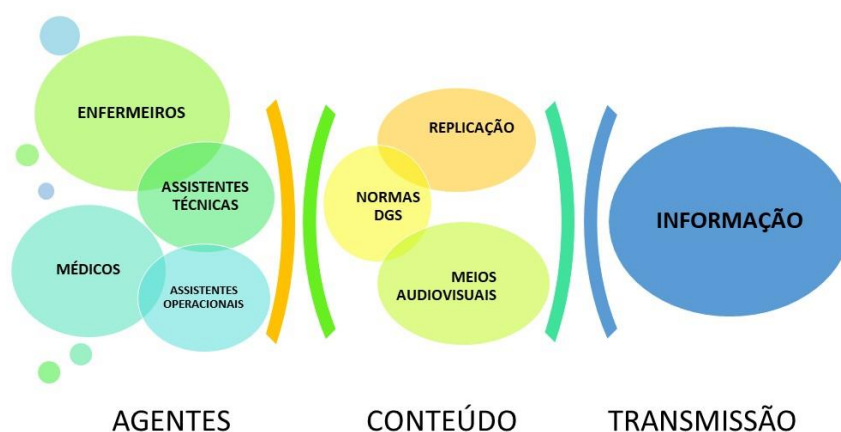 ENFERMEIROS
ASSISTENTES
TÉCNICAS
MÉDICOS
ASSISTENTES
OPERACIONAIS
REPLICAÇÃO
NORMAS
DGS
MEIOS
AUDIOVISUAIS
INFORMAÇÃO
AGENTES
CONTEÚDO
TRANSMISSÃO